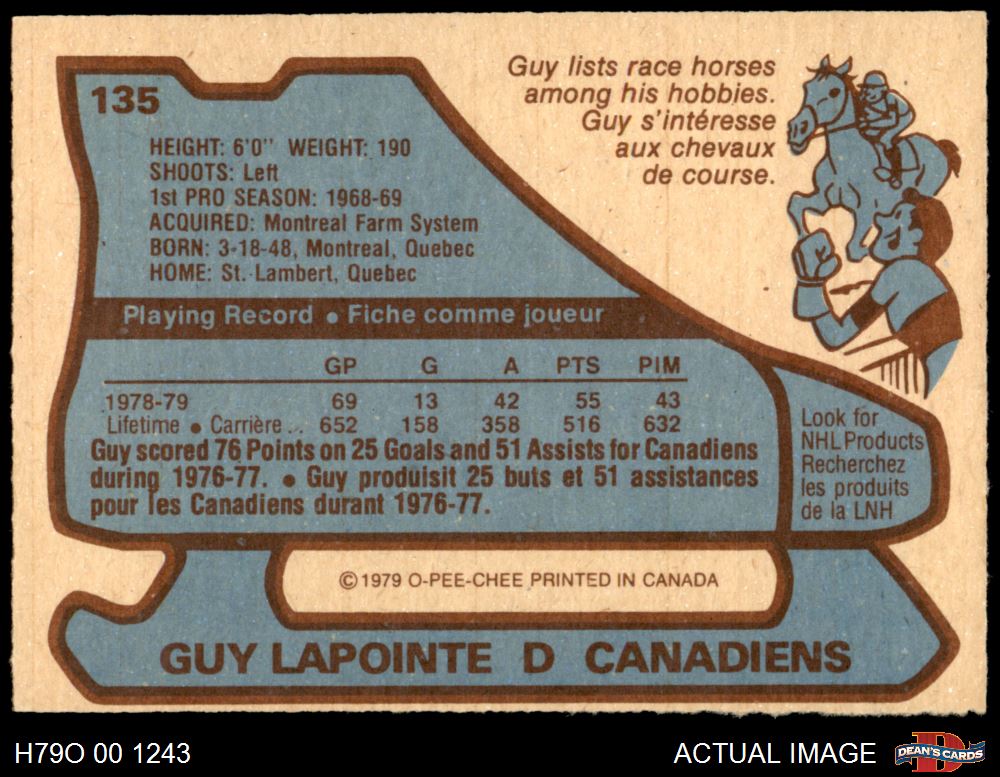 135
Guy lists race horses
among his hobbies.
Guy s'intéresse
aux chevaux
de course.
HEIGHT: 6'0" WEIGHT: 190
SHOOTS: Left
1st PRO SEASON: 1968-69
ACQUIRED: Montreal Farm System
BORN: 3-18-48, Montreal, Quebec
HOME: St. Lambert, Quebec
Playing Record • Fiche comme joueur
GP G A PTS PIM
1978-79 69 13 42 55 43
Lifetime • Carrière.. 652 158 358 516 632
Guy scored 76 Points on 25 Goals and 51 Assists for Canadiens
during 1976-77. • Guy produisit 25 buts et 51 assistances
pour les Canadiens durant 1976-77.
Look for
NHL Products
Recherchez
les produits
de la LNH
© 1979 O-PEE-CHEE PRINTED IN CANADA
GUY LAPOINTE D CANADIENS
H79O 00 1243
ACTUAL IMAGE
DEAN'S CARDS